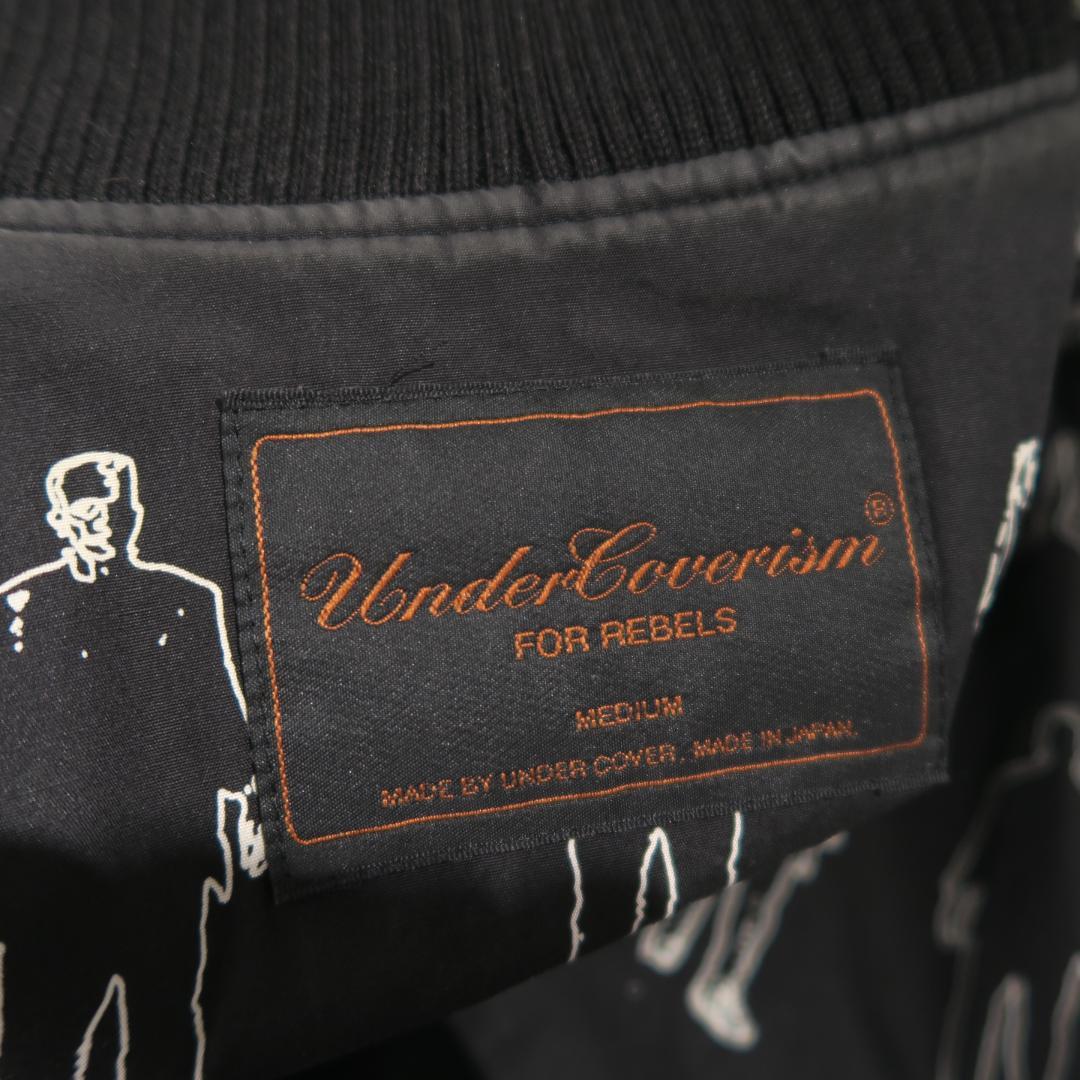 UnderCoverism®
FOR REBELS
MEDIUM
MADE BY UNDER COVER. MADE IN JAPAN.